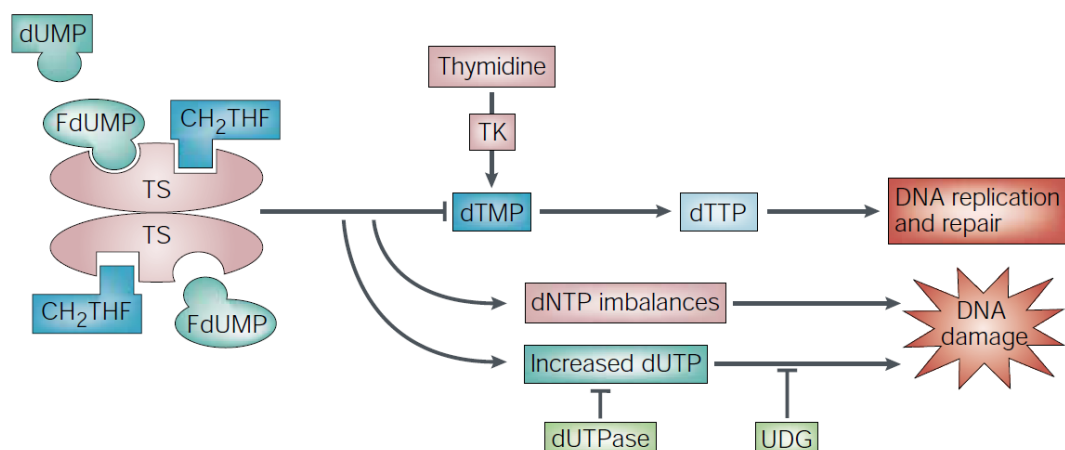 dUMP
FdUMP
CH₂THF
TS
TS
CH₂THF
FdUMP
Thymidine
TK
dTMP
dTTP
DNA replication
and repair
dNTP imbalances
DNA
damage
Increased dUTP
dUTPase
UDG